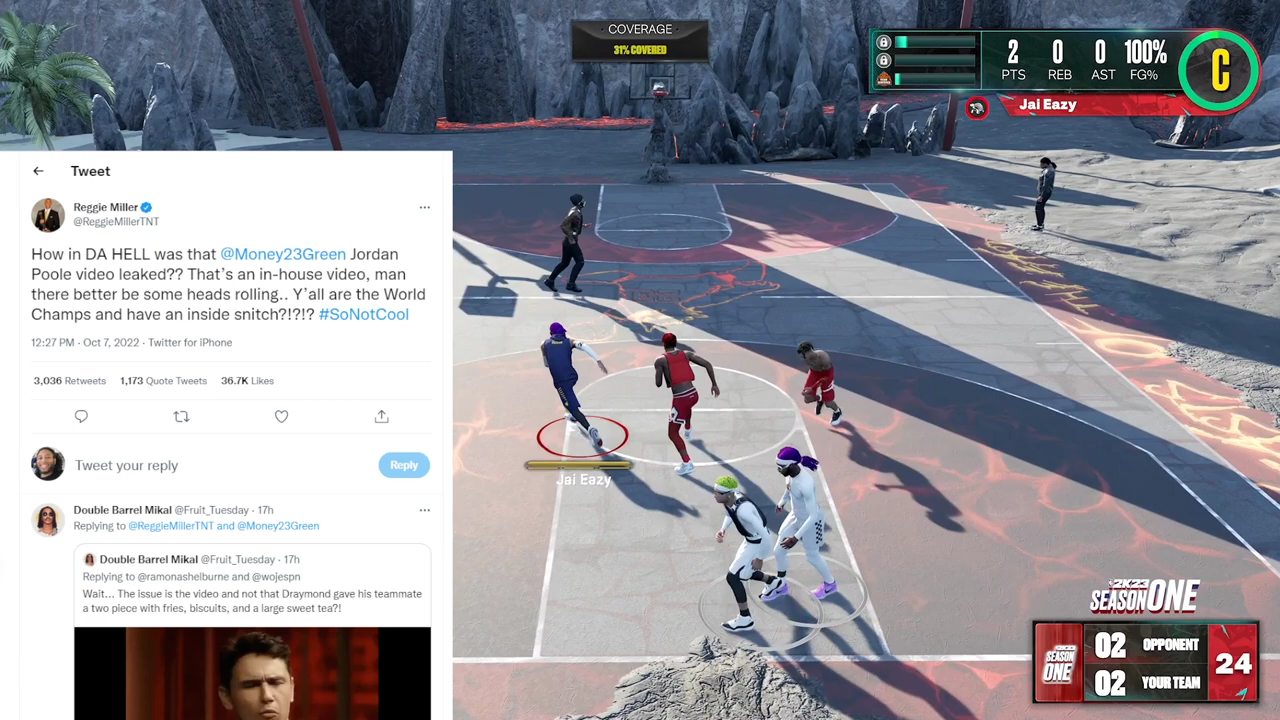 COVERAGE
31% COVERED
2 0 0 100%
PTS REB AST FG%
C
Jai Eazy
Tweet
Reggie Miller
@ReggieMillerTNT
How in DA HELL was that @Money23Green Jordan
Poole video leaked?? That's an in-house video, man
there better be some heads rolling.. Y'all are the World
Champs and have an inside snitch?!?!? #SoNotCool
12:27 PM · Oct 7, 2022 · Twitter for iPhone
3,036 Retweets 1,173 Quote Tweets 36.7K Likes
Tweet your reply
Reply
Double Barrel Mikal @Fruit_Tuesday · 17h
Replying to @ReggieMillerTNT and @Money23Green
Double Barrel Mikal @Fruit_Tuesday · 17h
Replying to @ramonashelburne and @wojespn
Wait... The issue is the video and not that Draymond gave his teammate
a two piece with fries, biscuits, and a large sweet tea?!
Jai Eazy
2K23
SEASON ONE
2K23
SEASON
ONE
02 OPPONENT
02 YOUR TEAM
24